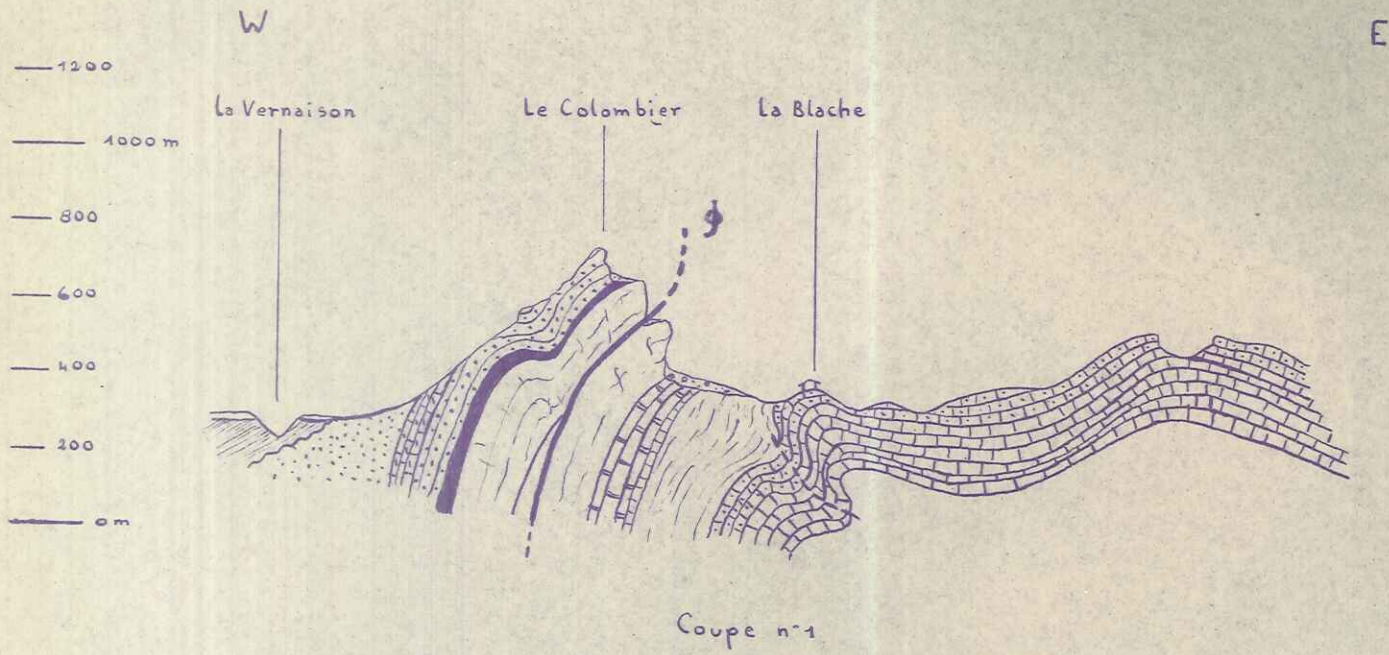 W
E
1200
La Vernaison
Le Colombier
La Blache
1000 m
800
φ
600
400
X
200
0 m
Coupe n°1